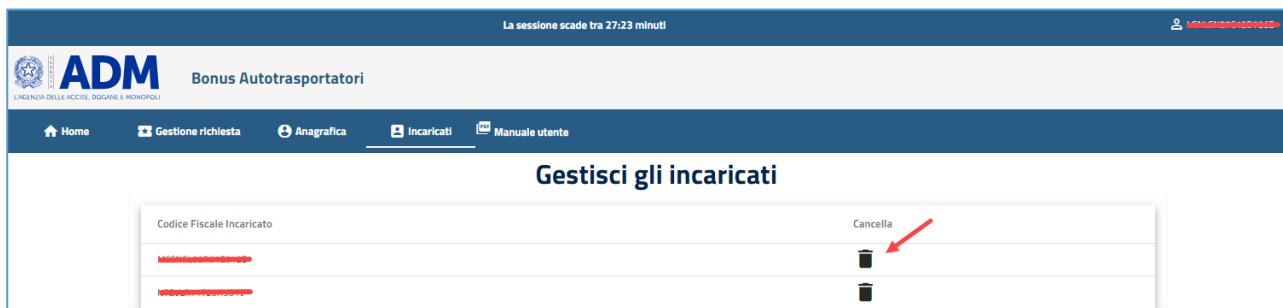 La sessione scade tra 27:23 minuti
ADM
L'AGENZIA DELLE ACCISE, DOGANE E MONOPOLI
Bonus Autotrasportatori
Home Gestione richiesta Anagrafica Incaricati PDF Manuale utente
Gestisci gli incaricati
Codice Fiscale Incaricato Cancella